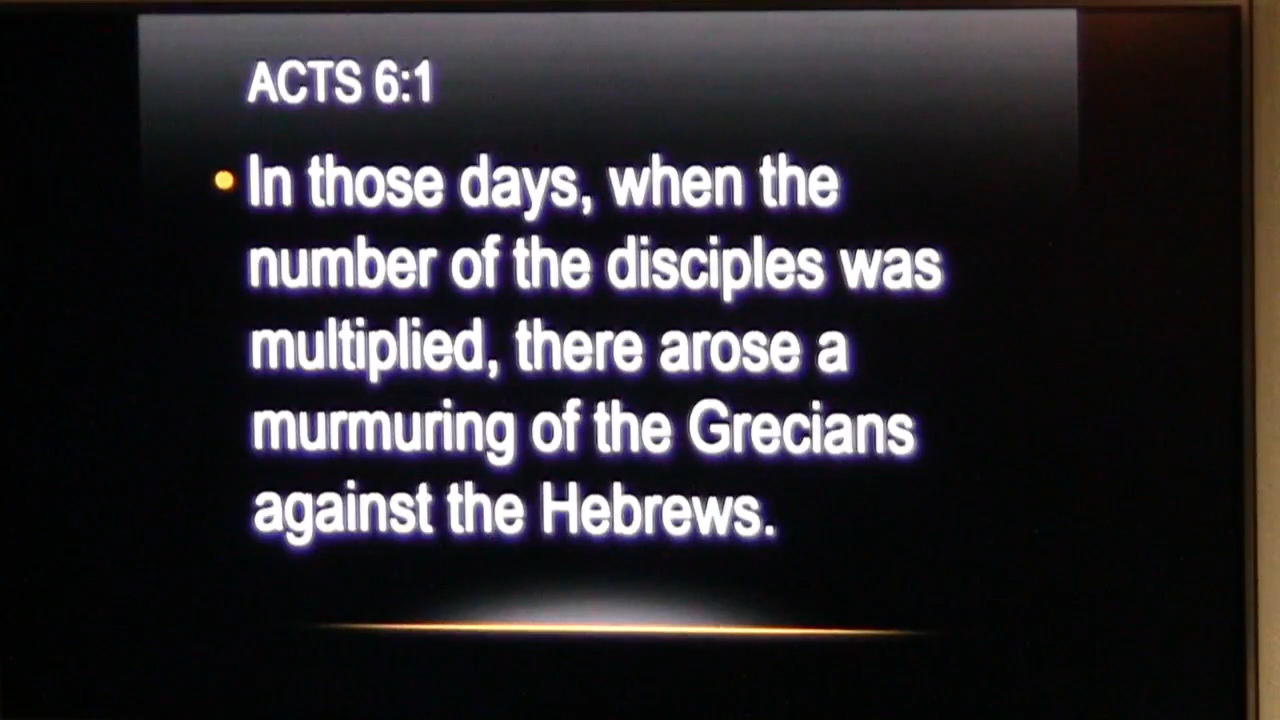 ACTS 6:1
• In those days, when the
number of the disciples was
multiplied, there arose a
murmuring of the Grecians
against the Hebrews.